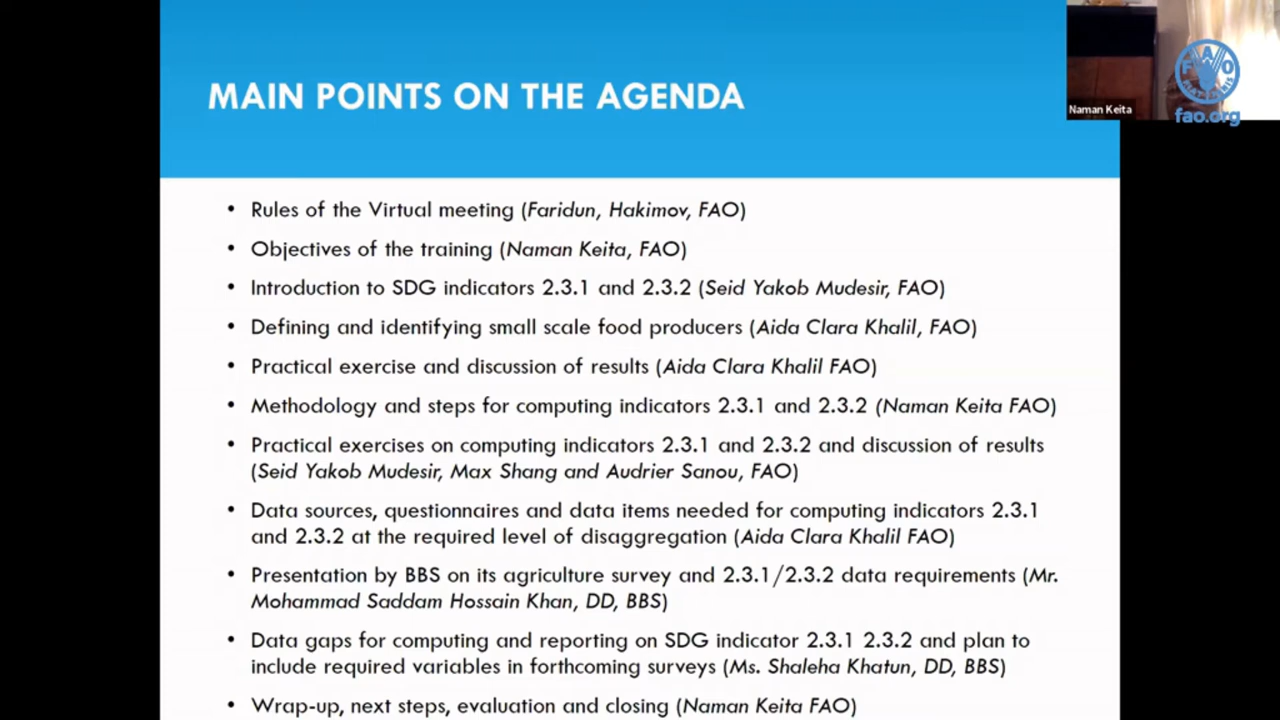 MAIN POINTS ON THE AGENDA
Naman Keita
FAO
fao.org
• Rules of the Virtual meeting (Faridun, Hakimov, FAO)
• Objectives of the training (Naman Keita, FAO)
• Introduction to SDG indicators 2.3.1 and 2.3.2 (Seid Yakob Mudesir, FAO)
• Defining and identifying small scale food producers (Aida Clara Khalil, FAO)
• Practical exercise and discussion of results (Aida Clara Khalil FAO)
• Methodology and steps for computing indicators 2.3.1 and 2.3.2 (Naman Keita FAO)
• Practical exercises on computing indicators 2.3.1 and 2.3.2 and discussion of results
(Seid Yakob Mudesir, Max Shang and Audrier Sanou, FAO)
• Data sources, questionnaires and data items needed for computing indicators 2.3.1
and 2.3.2 at the required level of disaggregation (Aida Clara Khalil FAO)
• Presentation by BBS on its agriculture survey and 2.3.1/2.3.2 data requirements (Mr.
Mohammad Saddam Hossain Khan, DD, BBS)
• Data gaps for computing and reporting on SDG indicator 2.3.1 2.3.2 and plan to
include required variables in forthcoming surveys (Ms. Shaleha Khatun, DD, BBS)
• Wrap-up, next steps, evaluation and closing (Naman Keita FAO)